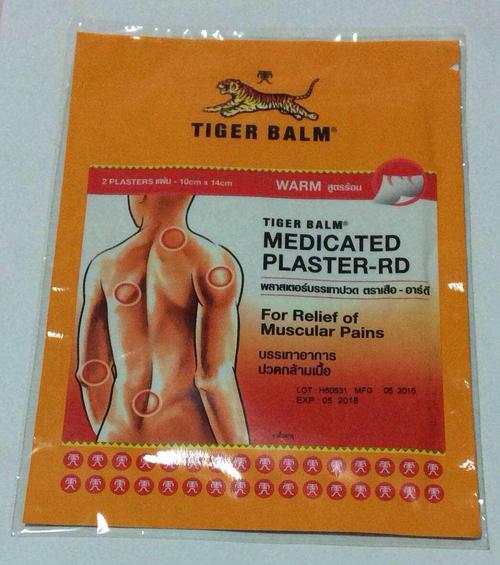 TIGER BALM®
2 PLASTERS แผ่น - 10cm x 14cm
WARM สูตรร้อน
TIGER BALM®
MEDICATED
PLASTER-RD
พลาสเตอร์บรรเทาปวด ตราเสือ - อาร์ดี
For Relief of
Muscular Pains
บรรเทาอาการ
ปวดกล้ามเนื้อ
LOT : H50531 MFG 05 2015
EXP : 05 2018